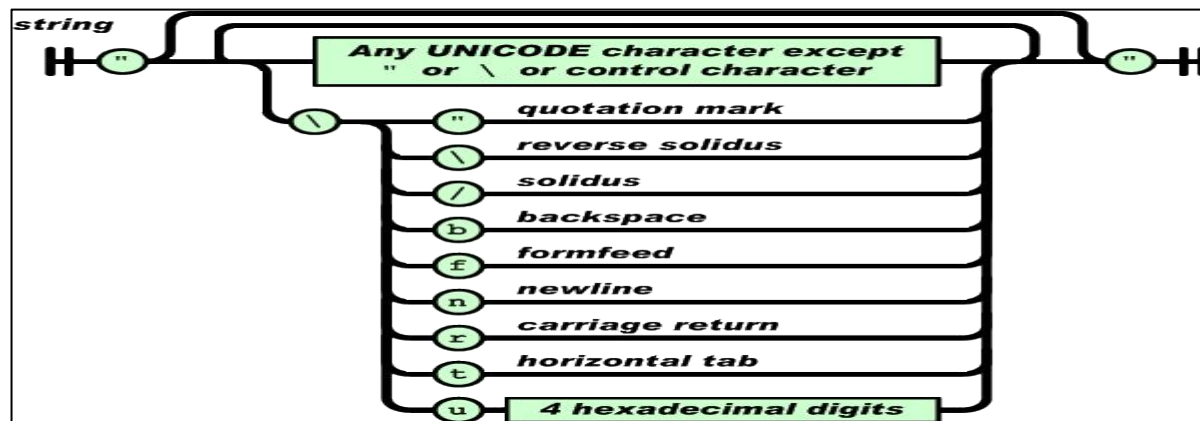 string
" Any UNICODE character except "
" or \ or control character
\
" quotation mark
\ reverse solidus
/ solidus
b backspace
f formfeed
n newline
r carriage return
t horizontal tab
u 4 hexadecimal digits